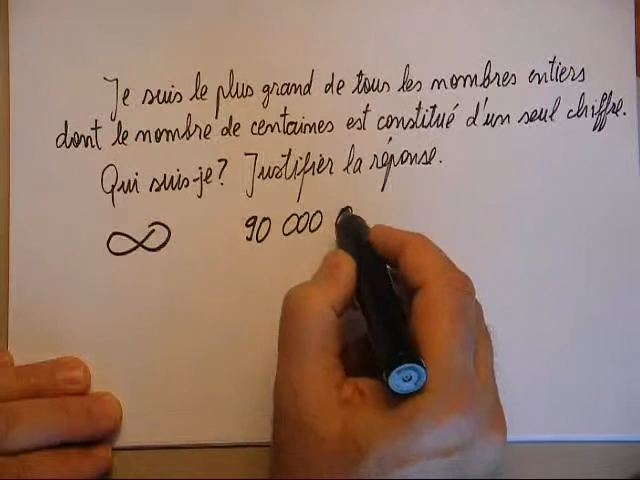 Je suis le plus grand de tous les nombres entiers
dont le nombre de centaines est constitué d'un seul chiffre.
Qui suis-je? Justifier la réponse.
∞ 90 000 0